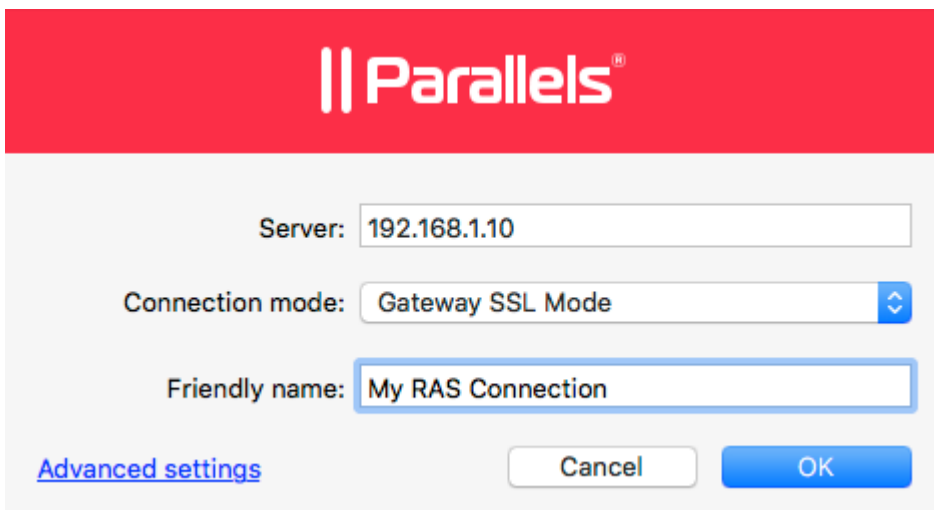 Parallels®
Server: 192.168.1.10
Connection mode: Gateway SSL Mode
Friendly name: My RAS Connection
Advanced settings Cancel OK